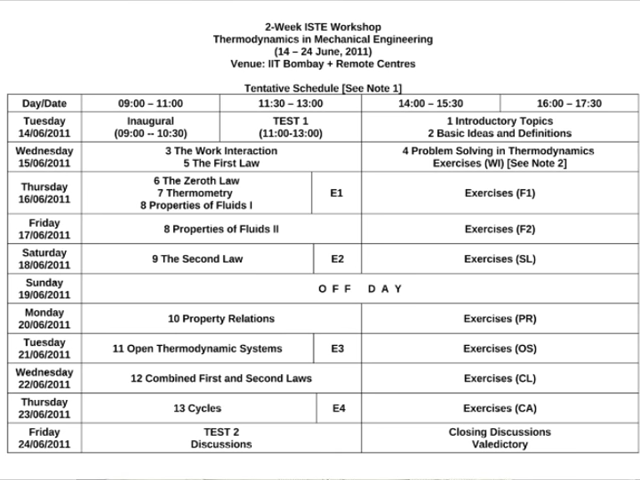 2-Week ISTE Workshop
Thermodynamics in Mechanical Engineering
(14 – 24 June, 2011)
Venue: IIT Bombay + Remote Centres
Tentative Schedule [See Note 1]
Day/Date 09:00 – 11:00 11:30 – 13:00 14:00 – 15:30 16:00 – 17:30
Tuesday
14/06/2011
Inaugural
(09:00 -- 10:30)
TEST 1
(11:00-13:00)
1 Introductory Topics
2 Basic Ideas and Definitions
Wednesday
15/06/2011
3 The Work Interaction
5 The First Law
4 Problem Solving in Thermodynamics
Exercises (WI) [See Note 2]
Thursday
16/06/2011
6 The Zeroth Law
7 Thermometry
8 Properties of Fluids I
E1
Exercises (F1)
Friday
17/06/2011
8 Properties of Fluids II
Exercises (F2)
Saturday
18/06/2011
9 The Second Law
E2
Exercises (SL)
Sunday
19/06/2011
OFF DAY
Monday
20/06/2011
10 Property Relations
Exercises (PR)
Tuesday
21/06/2011
11 Open Thermodynamic Systems
E3
Exercises (OS)
Wednesday
22/06/2011
12 Combined First and Second Laws
Exercises (CL)
Thursday
23/06/2011
13 Cycles
E4
Exercises (CA)
Friday
24/06/2011
TEST 2
Discussions
Closing Discussions
Valedictory